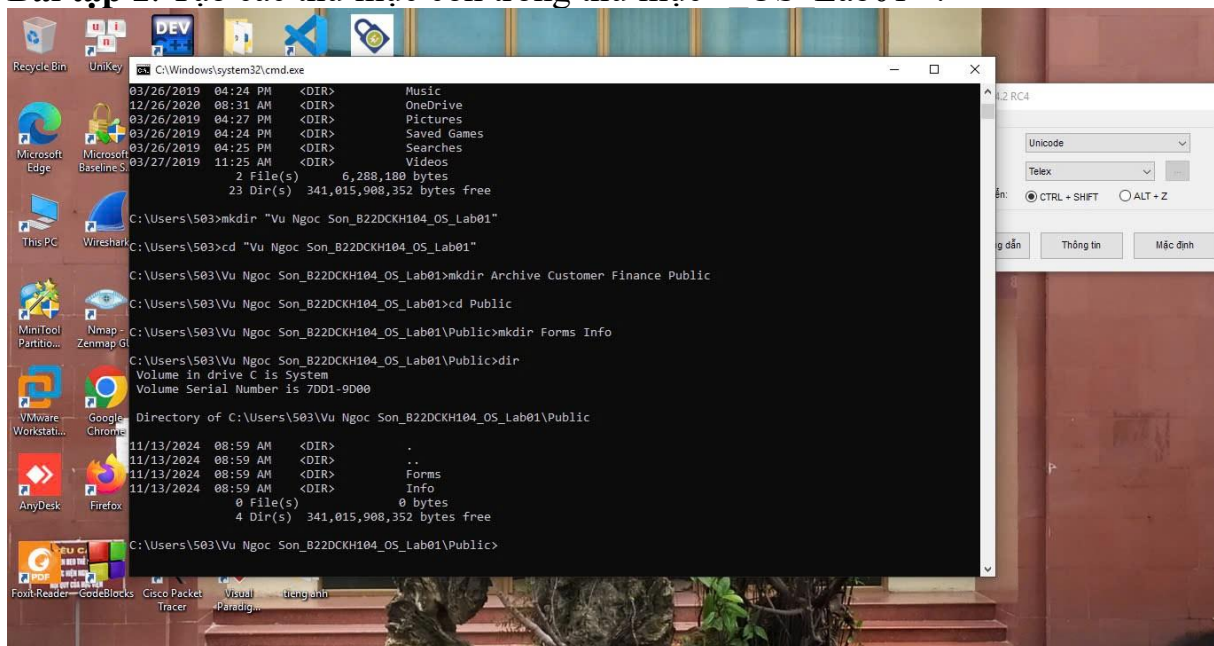 Recycle Bin
UniKey
C:\Windows\system32\cmd.exe
03/26/2019  04:24 PM    <DIR>          Music
12/26/2020  08:31 AM    <DIR>          OneDrive
03/26/2019  04:27 PM    <DIR>          Pictures
03/26/2019  04:24 PM    <DIR>          Saved Games
03/26/2019  04:25 PM    <DIR>          Searches
03/27/2019  11:25 AM    <DIR>          Videos
2 File(s)      6,288,180 bytes
23 Dir(s)  341,015,908,352 bytes free
C:\Users\503>mkdir "Vu Ngoc Son_B22DCKH104_OS_Lab01"
C:\Users\503>cd "Vu Ngoc Son_B22DCKH104_OS_Lab01"
C:\Users\503\Vu Ngoc Son_B22DCKH104_OS_Lab01>mkdir Archive Customer Finance Public
C:\Users\503\Vu Ngoc Son_B22DCKH104_OS_Lab01>cd Public
C:\Users\503\Vu Ngoc Son_B22DCKH104_OS_Lab01\Public>mkdir Forms Info
C:\Users\503\Vu Ngoc Son_B22DCKH104_OS_Lab01\Public>dir
Volume in drive C is System
Volume Serial Number is 7DD1-9D00
Directory of C:\Users\503\Vu Ngoc Son_B22DCKH104_OS_Lab01\Public
11/13/2024  08:59 AM    <DIR>          .
11/13/2024  08:59 AM    <DIR>          ..
11/13/2024  08:59 AM    <DIR>          Forms
11/13/2024  08:59 AM    <DIR>          Info
0 File(s)              0 bytes
4 Dir(s)  341,015,908,352 bytes free
C:\Users\503\Vu Ngoc Son_B22DCKH104_OS_Lab01\Public>
4.2 RC4
Unicode
Telex
CTRL + SHIFT
ALT + Z
Thông tin
Mặc định
DEV
Microsoft Edge
Microsoft Baseline S...
This PC
Wireshark
MiniTool Partitio...
Nmap - Zenmap GU
VMware Workstati...
Google Chrome
AnyDesk
Firefox
PDF
Foxit Reader
CodeBlocks
Cisco Packet Tracer
Visual Paradig...
tieng anh